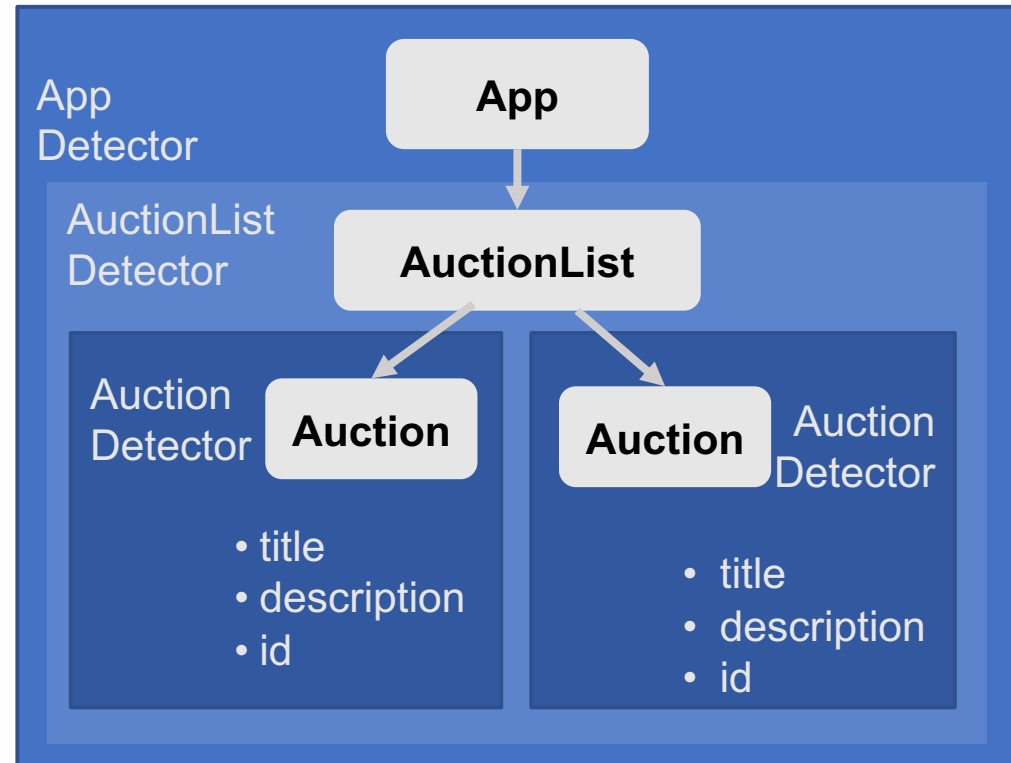 App
App
Detector
AuctionList
Detector
AuctionList
Auction
Detector
Auction
• title
• description
• id
Auction
Auction
Detector
• title
• description
• id